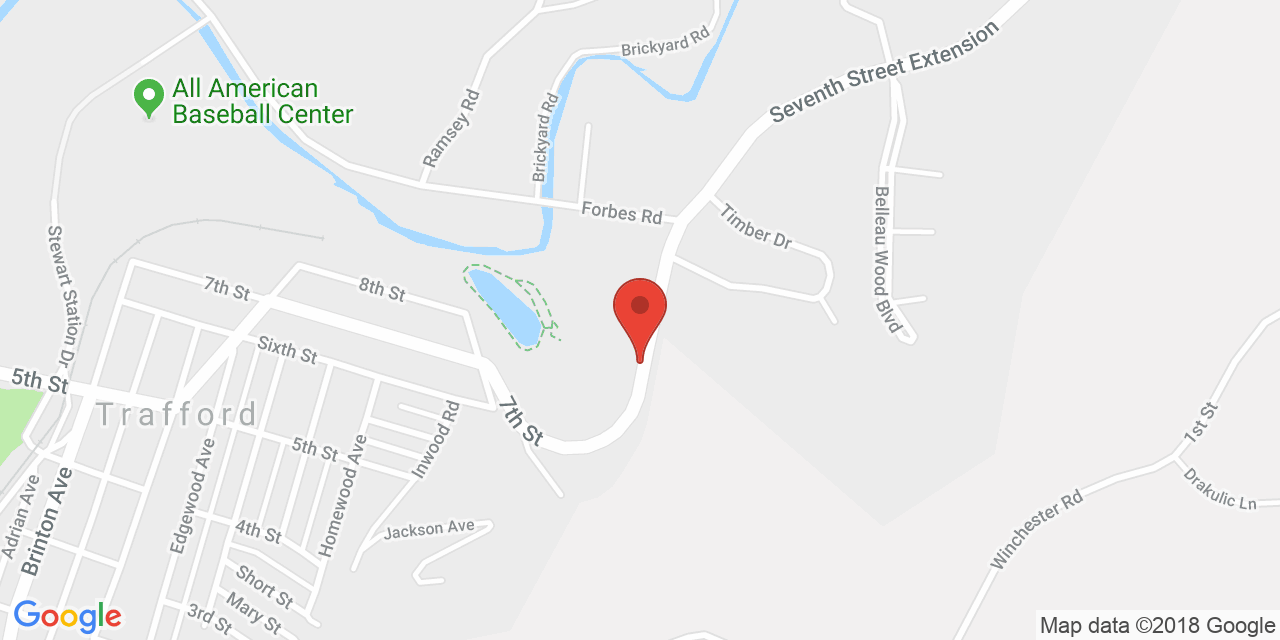 Brickyard Rd
Seventh Street Extension
All American
Baseball Center
Ramsey Rd
Brickyard Rd
Forbes Rd
Timber Dr
Belleau Wood Blvd
Stewart Station Dr
7th St
8th St
Sixth St
5th St
Trafford
7th St
Inwood Rd
1st St
5th St
Homewood Ave
Edgewood Ave
Brinton Ave
Adrian Ave
Jackson Ave
4th St
Winchester Rd
Drakulic Ln
Short St
Mary St
3rd St
Google
Map data ©2018 Google